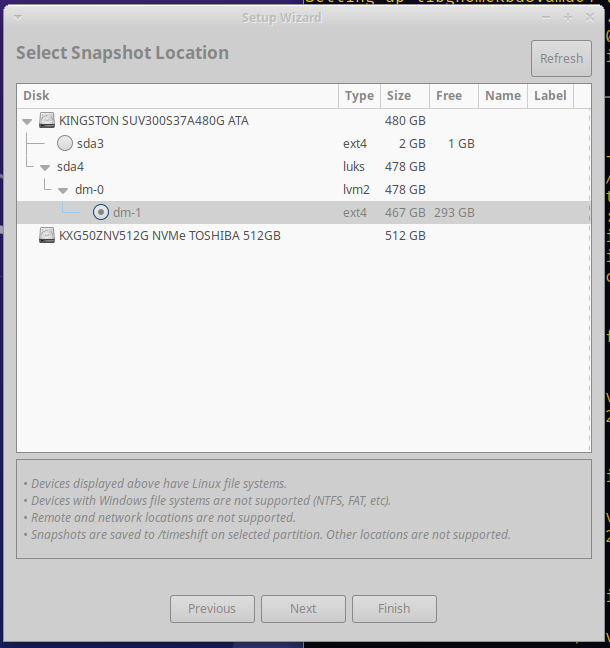 Setup Wizard
Select Snapshot Location
Refresh
Disk Type Size Free Name Label
KINGSTON SUV300S37A480G ATA 480 GB
sda3 ext4 2 GB 1 GB
sda4 luks 478 GB
dm-0 lvm2 478 GB
dm-1 ext4 467 GB 293 GB
KXG50ZNV512G NVMe TOSHIBA 512GB 512 GB
• Devices displayed above have Linux file systems.
• Devices with Windows file systems are not supported (NTFS, FAT, etc).
• Remote and network locations are not supported.
• Snapshots are saved to /timeshift on selected partition. Other locations are not supported.
Previous Next Finish